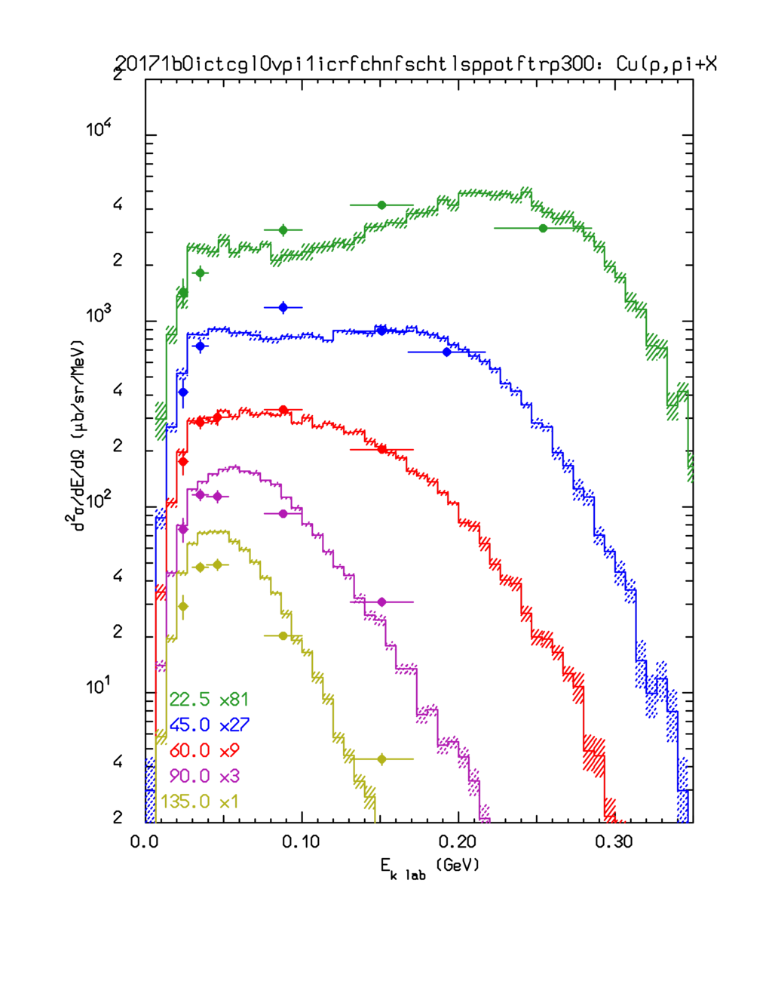 20171b0ictcgl0vpi1icrfchnfschtlsppotftrp300: Cu(p,pi+X
2
10⁴
4
2
10³
4
2
10²
4
2
10¹
4
2
d²σ/dE/dΩ (μb/sr/MeV)
22.5 x81
45.0 x27
60.0 x9
90.0 x3
135.0 x1
0.0 0.10 0.20 0.30
E_k lab (GeV)